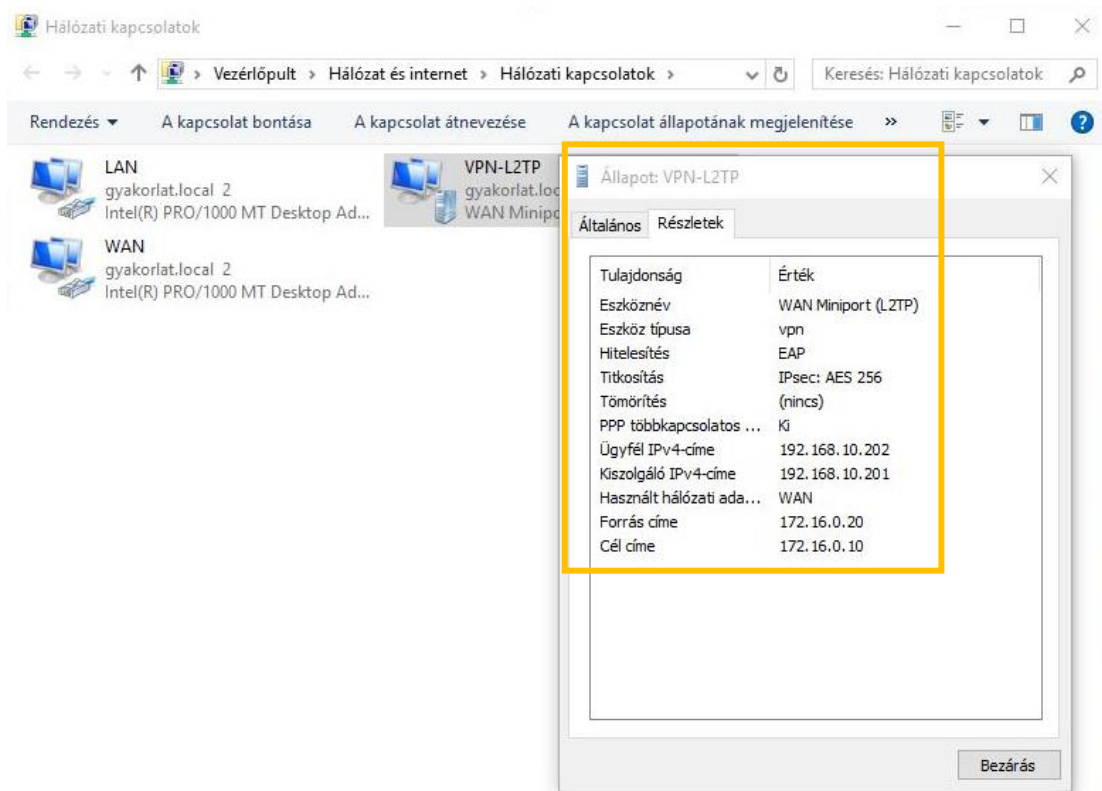 Hálózati kapcsolatok
Vezérlőpult > Hálózat és internet > Hálózati kapcsolatok >
Keresés: Hálózati kapcsolatok
Rendezés
A kapcsolat bontása
A kapcsolat átnevezése
A kapcsolat állapotának megjelenítése
»
LAN
gyakorlat.local 2
Intel(R) PRO/1000 MT Desktop Ad...
VPN-L2TP
gyakorlat.loc
WAN Minipo
WAN
gyakorlat.local 2
Intel(R) PRO/1000 MT Desktop Ad...
Állapot: VPN-L2TP
Általános Részletek
Tulajdonság Érték
Eszköznév WAN Miniport (L2TP)
Eszköz típusa vpn
Hitelesítés EAP
Titkosítás IPsec: AES 256
Tömörítés (nincs)
PPP többkapcsolatos ... Ki
Ügyfél IPv4-címe 192.168.10.202
Kiszolgáló IPv4-címe 192.168.10.201
Használt hálózati ada... WAN
Forrás címe 172.16.0.20
Cél címe 172.16.0.10
Bezárás